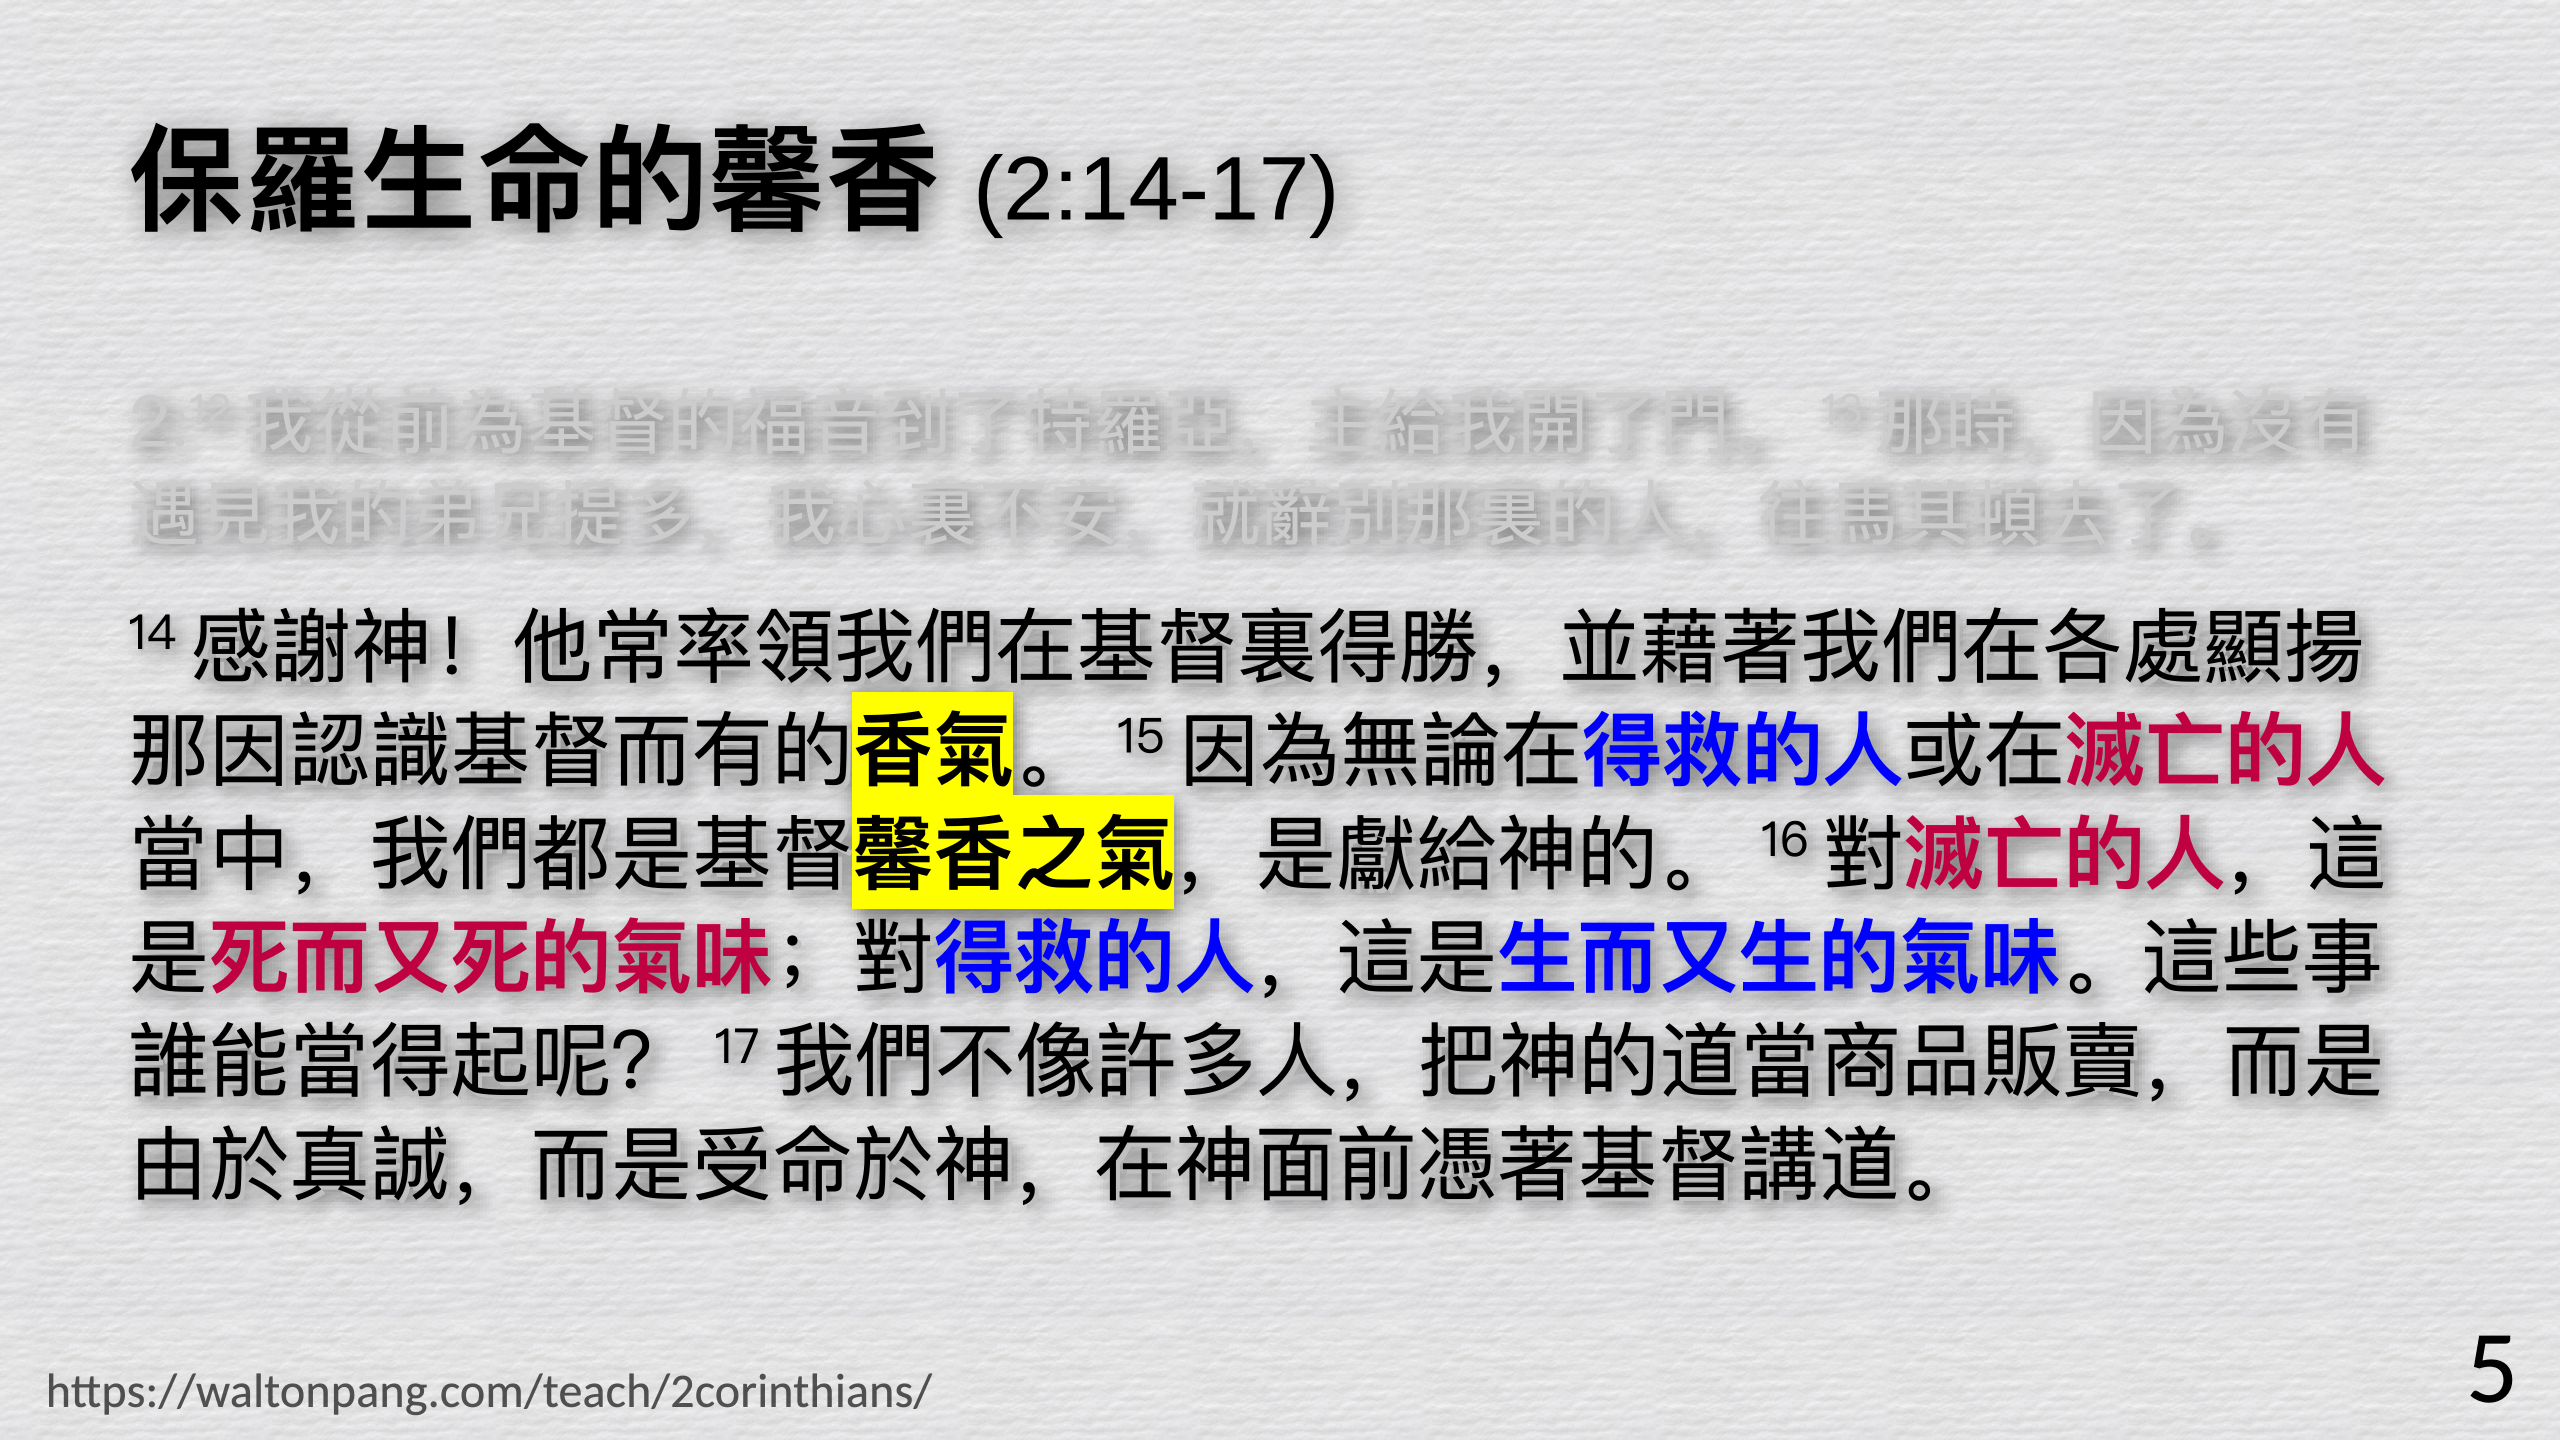 保羅生命的馨香 (2:14-17)
2 12 我從前為基督的福音到了特羅亞，主給我開了門。 13 那時，因為沒有
遇見我的弟兄提多，我心裏不安，就辭別那裏的人，往馬其頓去了。
14 感謝神！他常率領我們在基督裏得勝，並藉著我們在各處顯揚
那因認識基督而有的香氣。 15 因為無論在得救的人或在滅亡的人
當中，我們都是基督馨香之氣，是獻給神的。 16 對滅亡的人，這
是死而又死的氣味；對得救的人，這是生而又生的氣味。這些事
誰能當得起呢？ 17 我們不像許多人，把神的道當商品販賣，而是
由於真誠，而是受命於神，在神面前憑著基督講道。
https://waltonpang.com/teach/2corinthians/
5